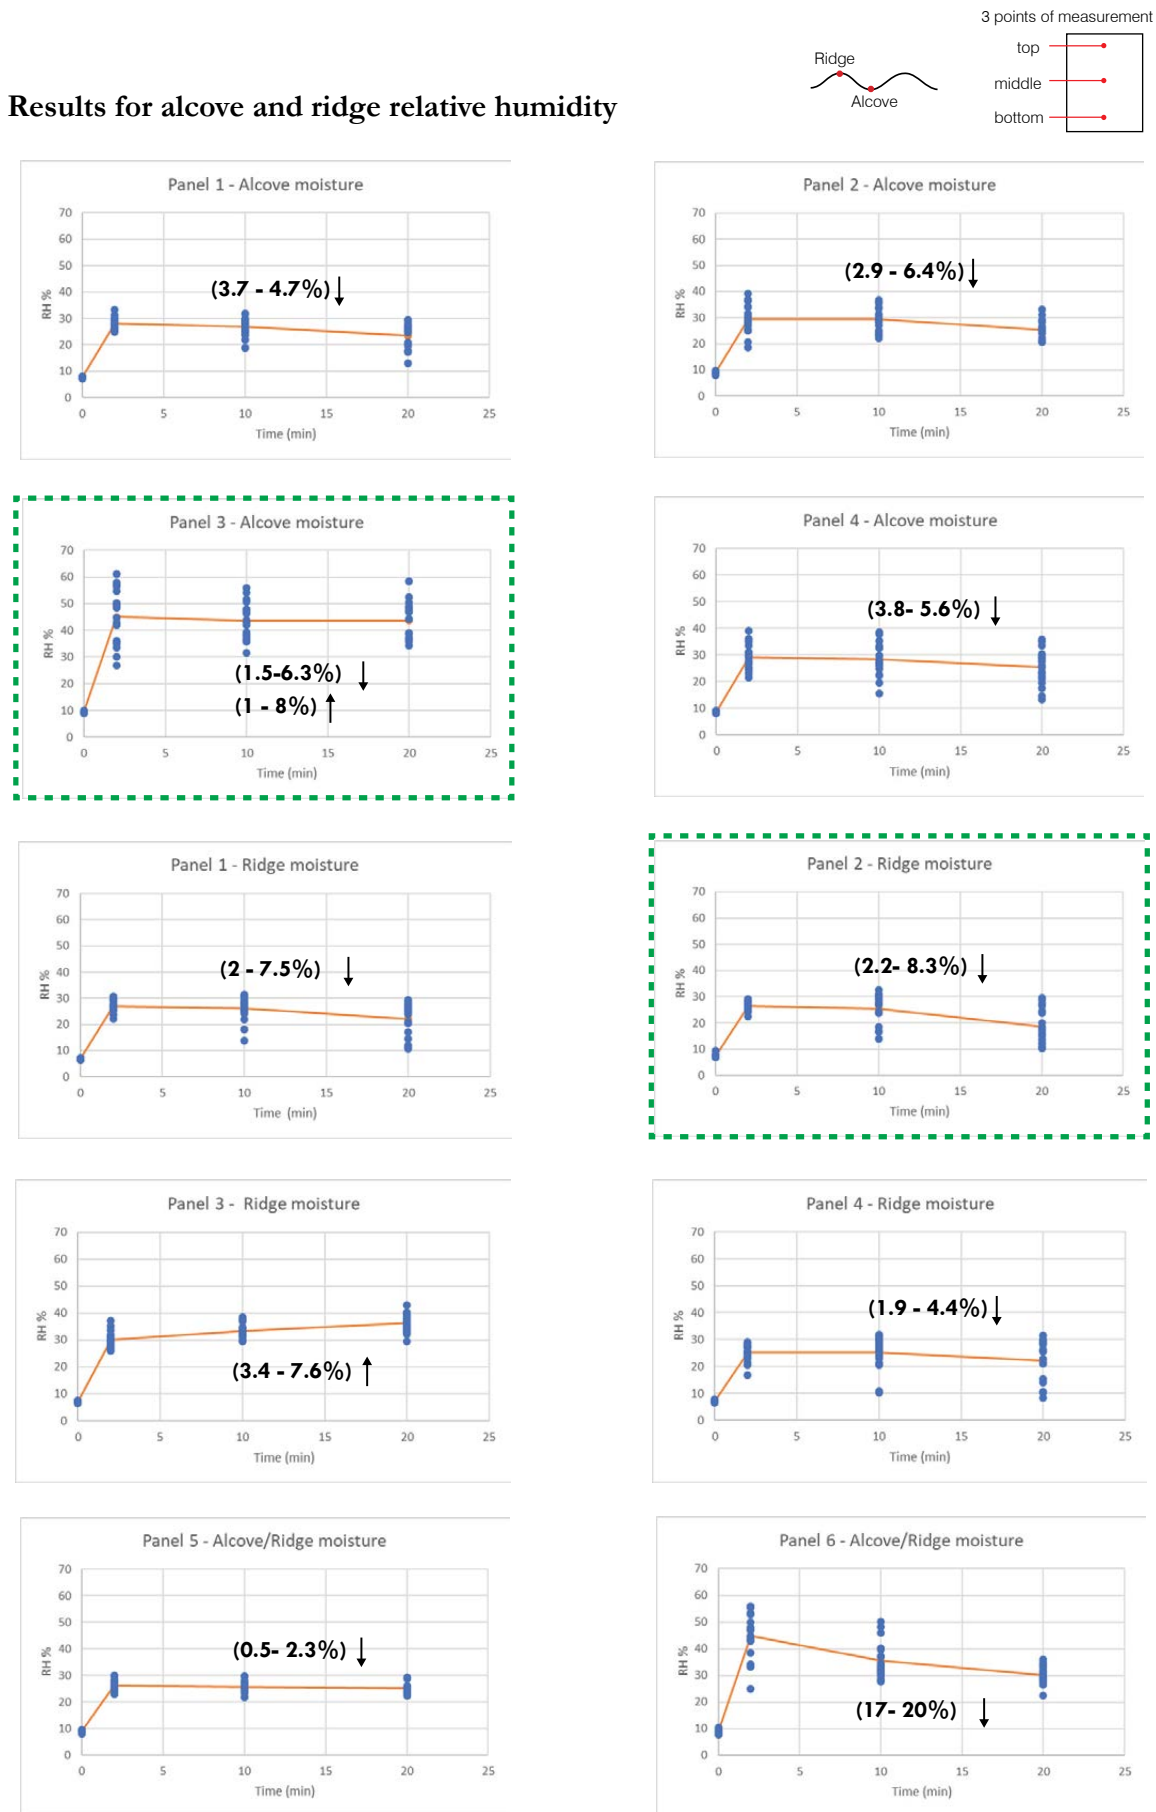 3 points of measurement
top
middle
bottom
Ridge
Alcove
Results for alcove and ridge relative humidity
Panel 1 - Alcove moisture
70
60
50
40
30
20
10
0
RH %
(3.7 - 4.7%)
0 5 10 15 20 25
Time (min)
Panel 2 - Alcove moisture
70
60
50
40
30
20
10
0
RH %
(2.9 - 6.4%)
0 5 10 15 20 25
Time (min)
Panel 3 - Alcove moisture
70
60
50
40
30
20
10
0
RH %
(1.5-6.3%)
(1 - 8%)
0 5 10 15 20 25
Time (min)
Panel 4 - Alcove moisture
70
60
50
40
30
20
10
0
RH %
(3.8- 5.6%)
0 5 10 15 20 25
Time (min)
Panel 1 - Ridge moisture
70
60
50
40
30
20
10
0
RH %
(2 - 7.5%)
0 5 10 15 20 25
Time (min)
Panel 2 - Ridge moisture
70
60
50
40
30
20
10
0
RH %
(2.2- 8.3%)
0 5 10 15 20 25
Time (min)
Panel 3 - Ridge moisture
70
60
50
40
30
20
10
0
RH %
(3.4 - 7.6%)
0 5 10 15 20 25
Time (min)
Panel 4 - Ridge moisture
70
60
50
40
30
20
10
0
RH %
(1.9 - 4.4%)
0 5 10 15 20 25
Time (min)
Panel 5 - Alcove/Ridge moisture
70
60
50
40
30
20
10
0
RH %
(0.5- 2.3%)
0 5 10 15 20 25
Time (min)
Panel 6 - Alcove/Ridge moisture
70
60
50
40
30
20
10
0
RH %
(17- 20%)
0 5 10 15 20 25
Time (min)